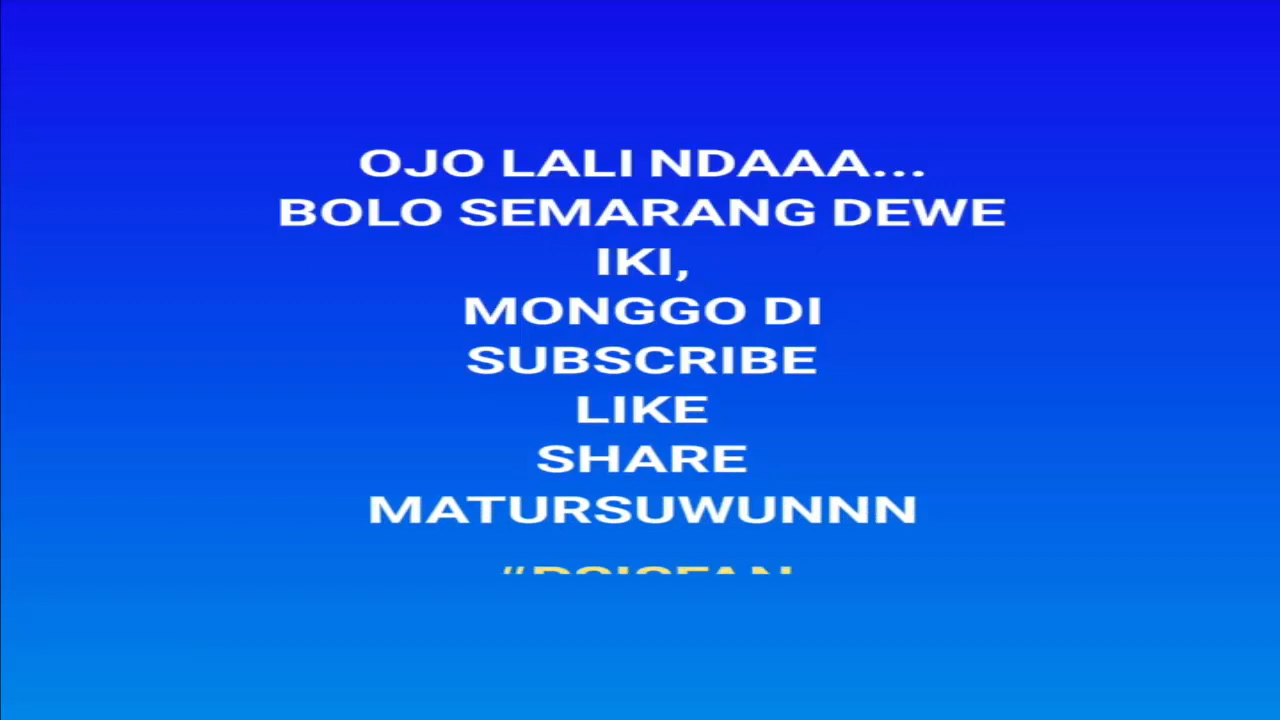 OJO LALI NDAAA...
BOLO SEMARANG DEWE
IKI,
MONGGO DI
SUBSCRIBE
LIKE
SHARE
MATURSUWUNNN